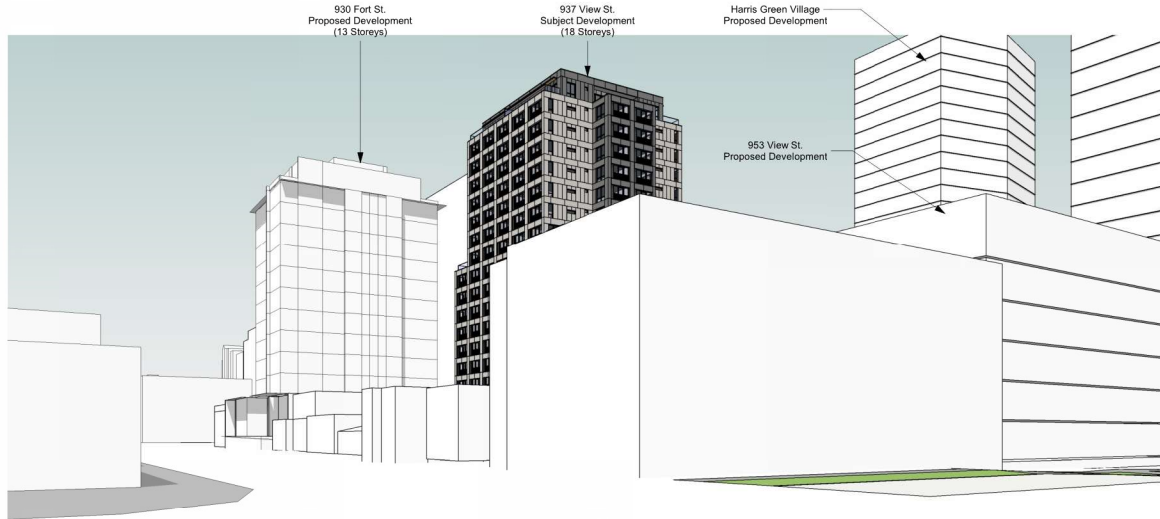 930 Fort St.
Proposed Development
(13 Storeys)
937 View St.
Subject Development
(18 Storeys)
Harris Green Village
Proposed Development
953 View St.
Proposed Development